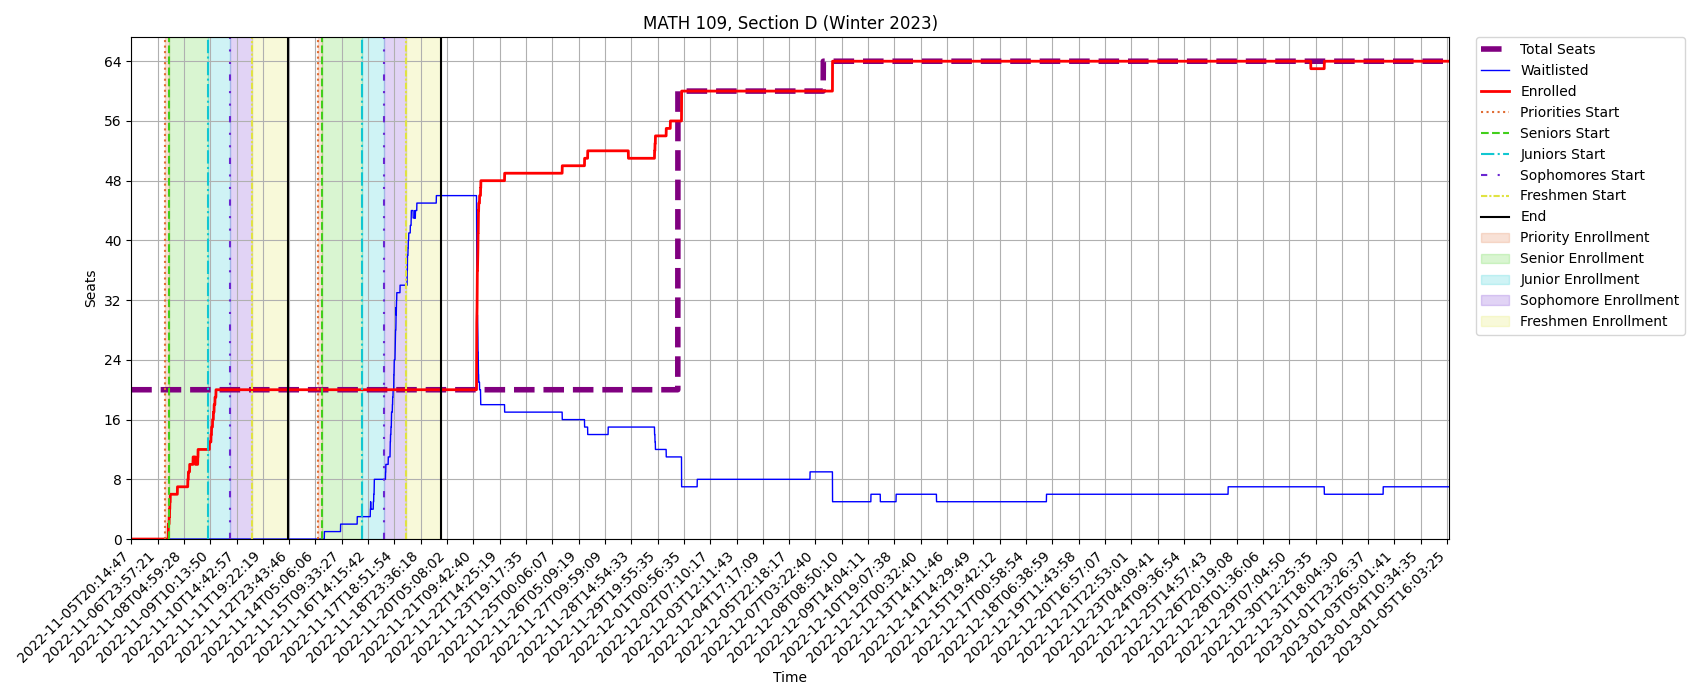 MATH 109, Section D (Winter 2023)
Seats
64
56
48
40
32
24
16
8
0
2022-11-05T20:14:47
2022-11-06T23:57:21
2022-11-08T04:59:28
2022-11-09T10:13:50
2022-11-10T14:42:57
2022-11-11T19:22:19
2022-11-12T23:43:46
2022-11-14T05:06:06
2022-11-15T09:33:27
2022-11-16T14:15:42
2022-11-17T18:51:54
2022-11-18T23:36:18
2022-11-20T05:08:02
2022-11-21T09:42:40
2022-11-22T14:25:19
2022-11-23T19:17:35
2022-11-25T00:06:07
2022-11-26T05:09:19
2022-11-27T09:59:09
2022-11-28T14:54:33
2022-11-29T19:55:35
2022-12-01T00:56:35
2022-12-02T07:10:17
2022-12-03T12:11:43
2022-12-04T17:17:09
2022-12-05T22:18:17
2022-12-07T03:22:40
2022-12-08T08:50:10
2022-12-09T14:04:11
2022-12-10T19:07:38
2022-12-12T00:32:40
2022-12-13T14:11:46
2022-12-14T14:29:49
2022-12-15T19:42:12
2022-12-17T00:58:54
2022-12-18T06:38:59
2022-12-19T11:43:58
2022-12-20T16:57:07
2022-12-21T22:53:01
2022-12-23T04:09:41
2022-12-24T09:36:54
2022-12-25T14:57:43
2022-12-26T20:19:08
2022-12-28T01:36:06
2022-12-29T07:04:50
2022-12-30T12:25:35
2022-12-31T18:04:30
2023-01-01T23:26:37
2023-01-03T05:01:41
2023-01-04T10:34:35
2023-01-05T16:03:25
Time
Total Seats
Waitlisted
Enrolled
Priorities Start
Seniors Start
Juniors Start
Sophomores Start
Freshmen Start
End
Priority Enrollment
Senior Enrollment
Junior Enrollment
Sophomore Enrollment
Freshmen Enrollment